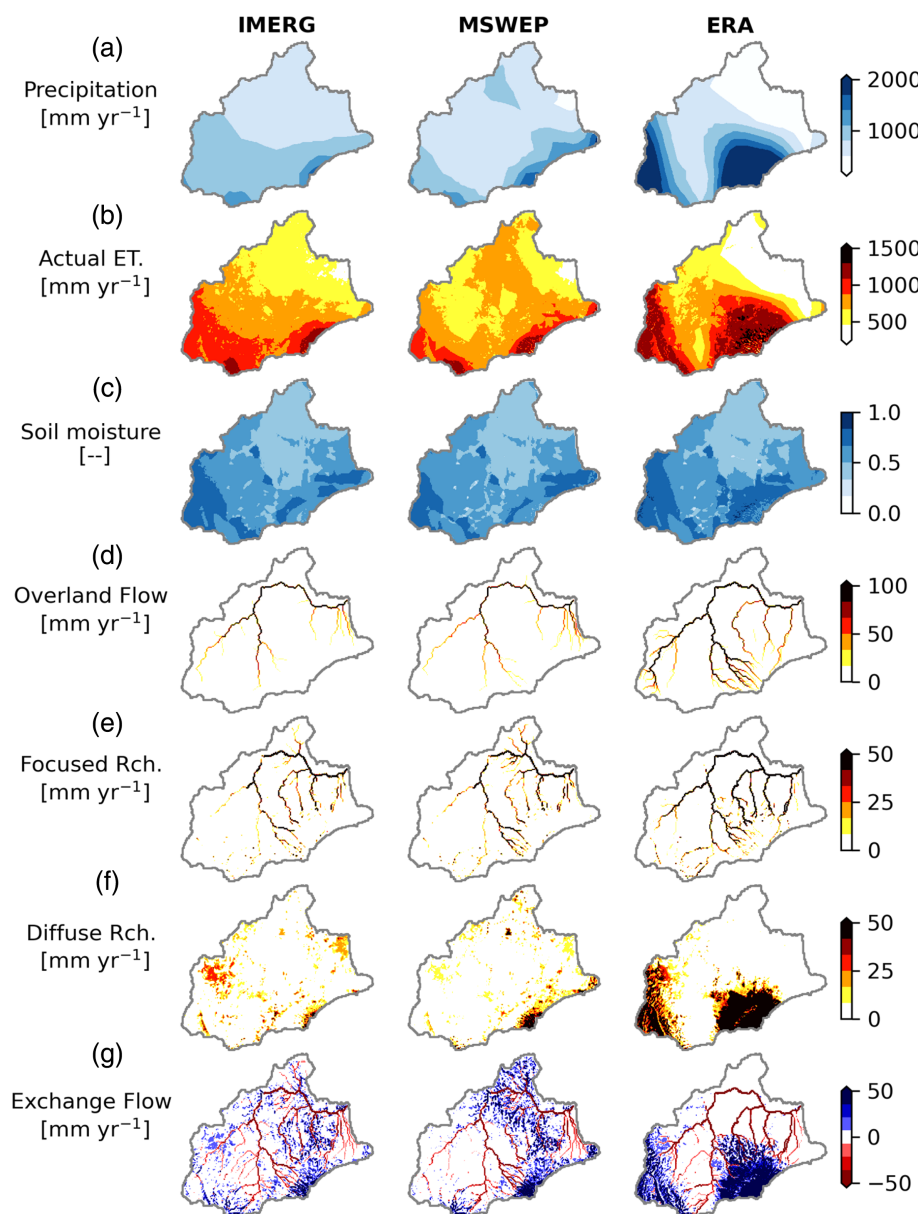 IMERG MSWEP ERA
(a)
Precipitation
[mm yr⁻¹]
2000
1000
(b)
Actual ET.
[mm yr⁻¹]
1500
1000
500
(c)
Soil moisture
[--]
1.0
0.5
0.0
(d)
Overland Flow
[mm yr⁻¹]
100
50
0
(e)
Focused Rch.
[mm yr⁻¹]
50
25
0
(f)
Diffuse Rch.
[mm yr⁻¹]
50
25
0
(g)
Exchange Flow
[mm yr⁻¹]
50
0
−50